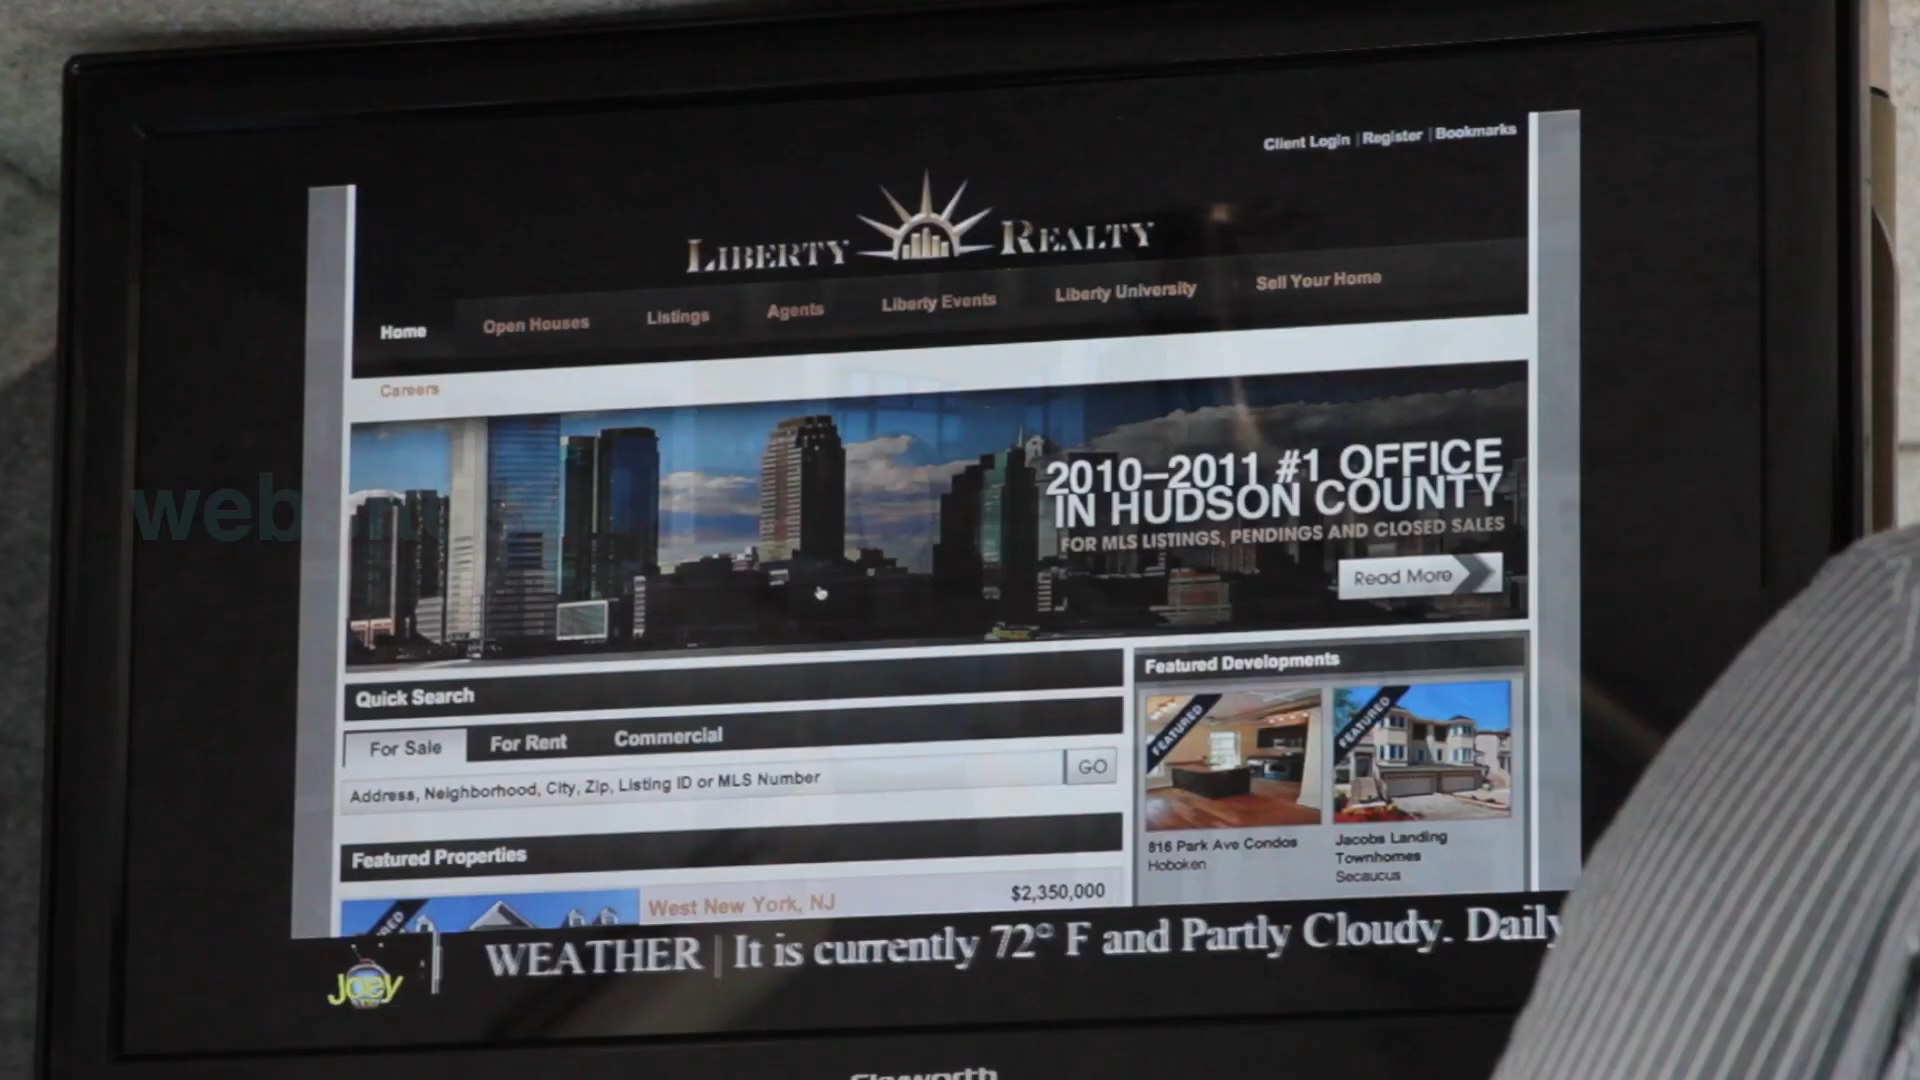 Client Login | Register | Bookmarks
LIBERTY REALTY
Home Open Houses Listings Agents Liberty Events Liberty University Sell Your Home
Careers
2010–2011 #1 OFFICE
IN HUDSON COUNTY
FOR MLS LISTINGS, PENDINGS AND CLOSED SALES
Read More
Quick Search
For Sale For Rent Commercial
Address, Neighborhood, City, Zip, Listing ID or MLS Number GO
Featured Properties
West New York, NJ $2,350,000
Featured Developments
FEATURED FEATURED
816 Park Ave Condos
Hoboken
Jacobs Landing
Townhomes
Secaucus
Joey
WEATHER | It is currently 72° F and Partly Cloudy. Daily